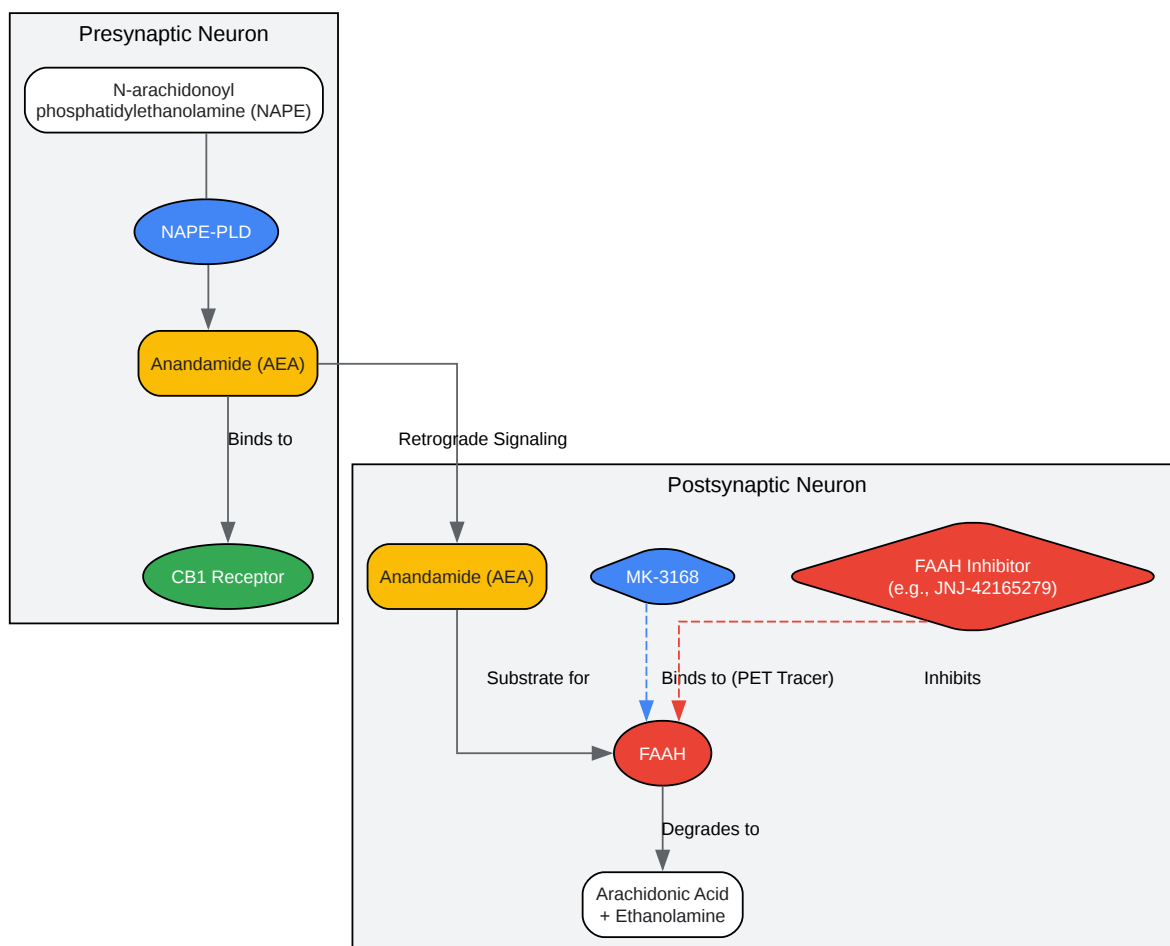 Presynaptic Neuron
N-arachidonoyl
phosphatidylethanolamine (NAPE)
NAPE-PLD
Anandamide (AEA)
Binds to
Retrograde Signaling
CB1 Receptor
Postsynaptic Neuron
Anandamide (AEA)
MK-3168
FAAH Inhibitor
(e.g., JNJ-42165279)
Substrate for
Binds to (PET Tracer)
Inhibits
FAAH
Degrades to
Arachidonic Acid
+ Ethanolamine